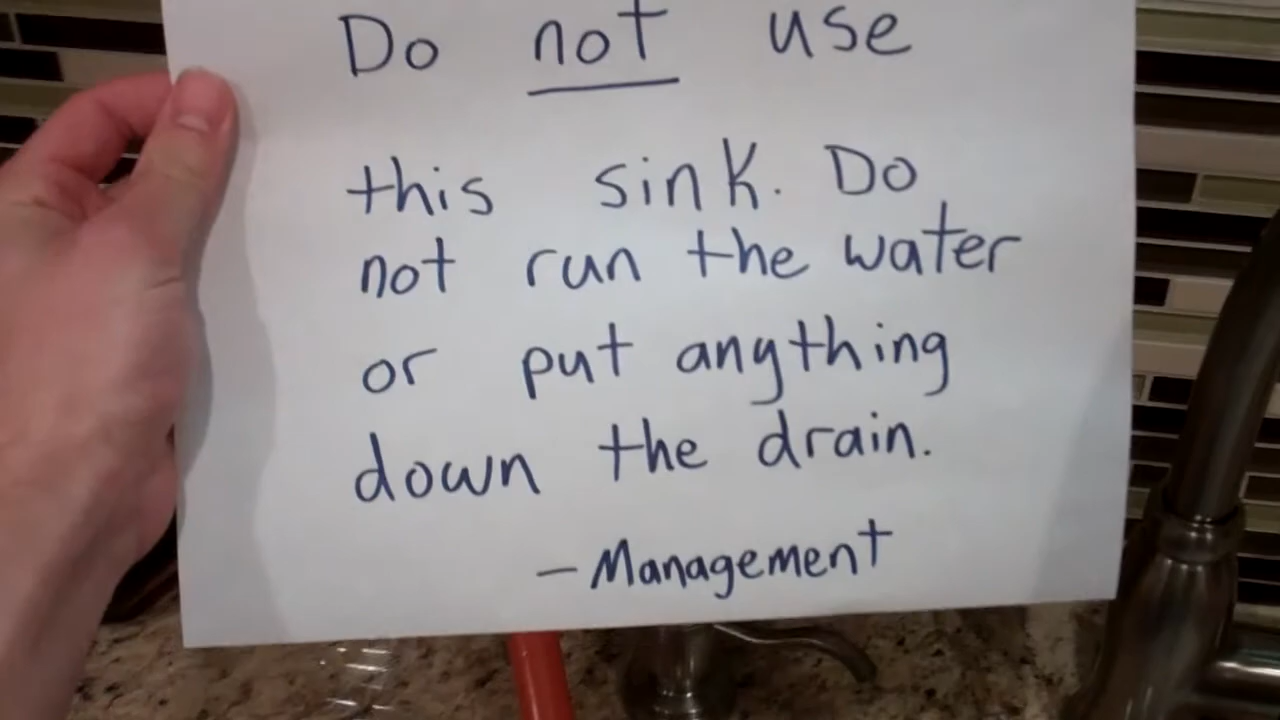 Do not use
this sink. Do
not run the water
or put anything
down the drain.
— Management